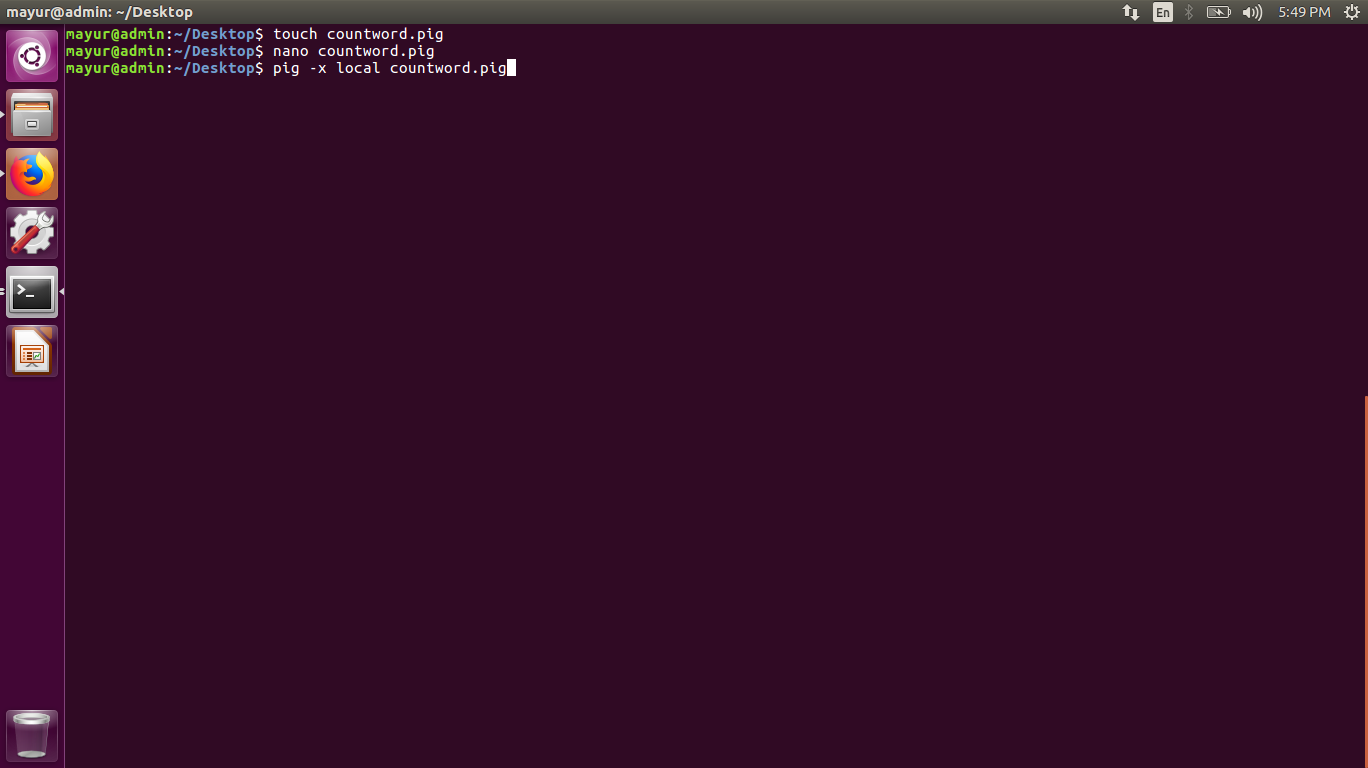 mayur@admin: ~/Desktop
En
5:49 PM
mayur@admin:~/Desktop$ touch countword.pig
mayur@admin:~/Desktop$ nano countword.pig
mayur@admin:~/Desktop$ pig -x local countword.pig